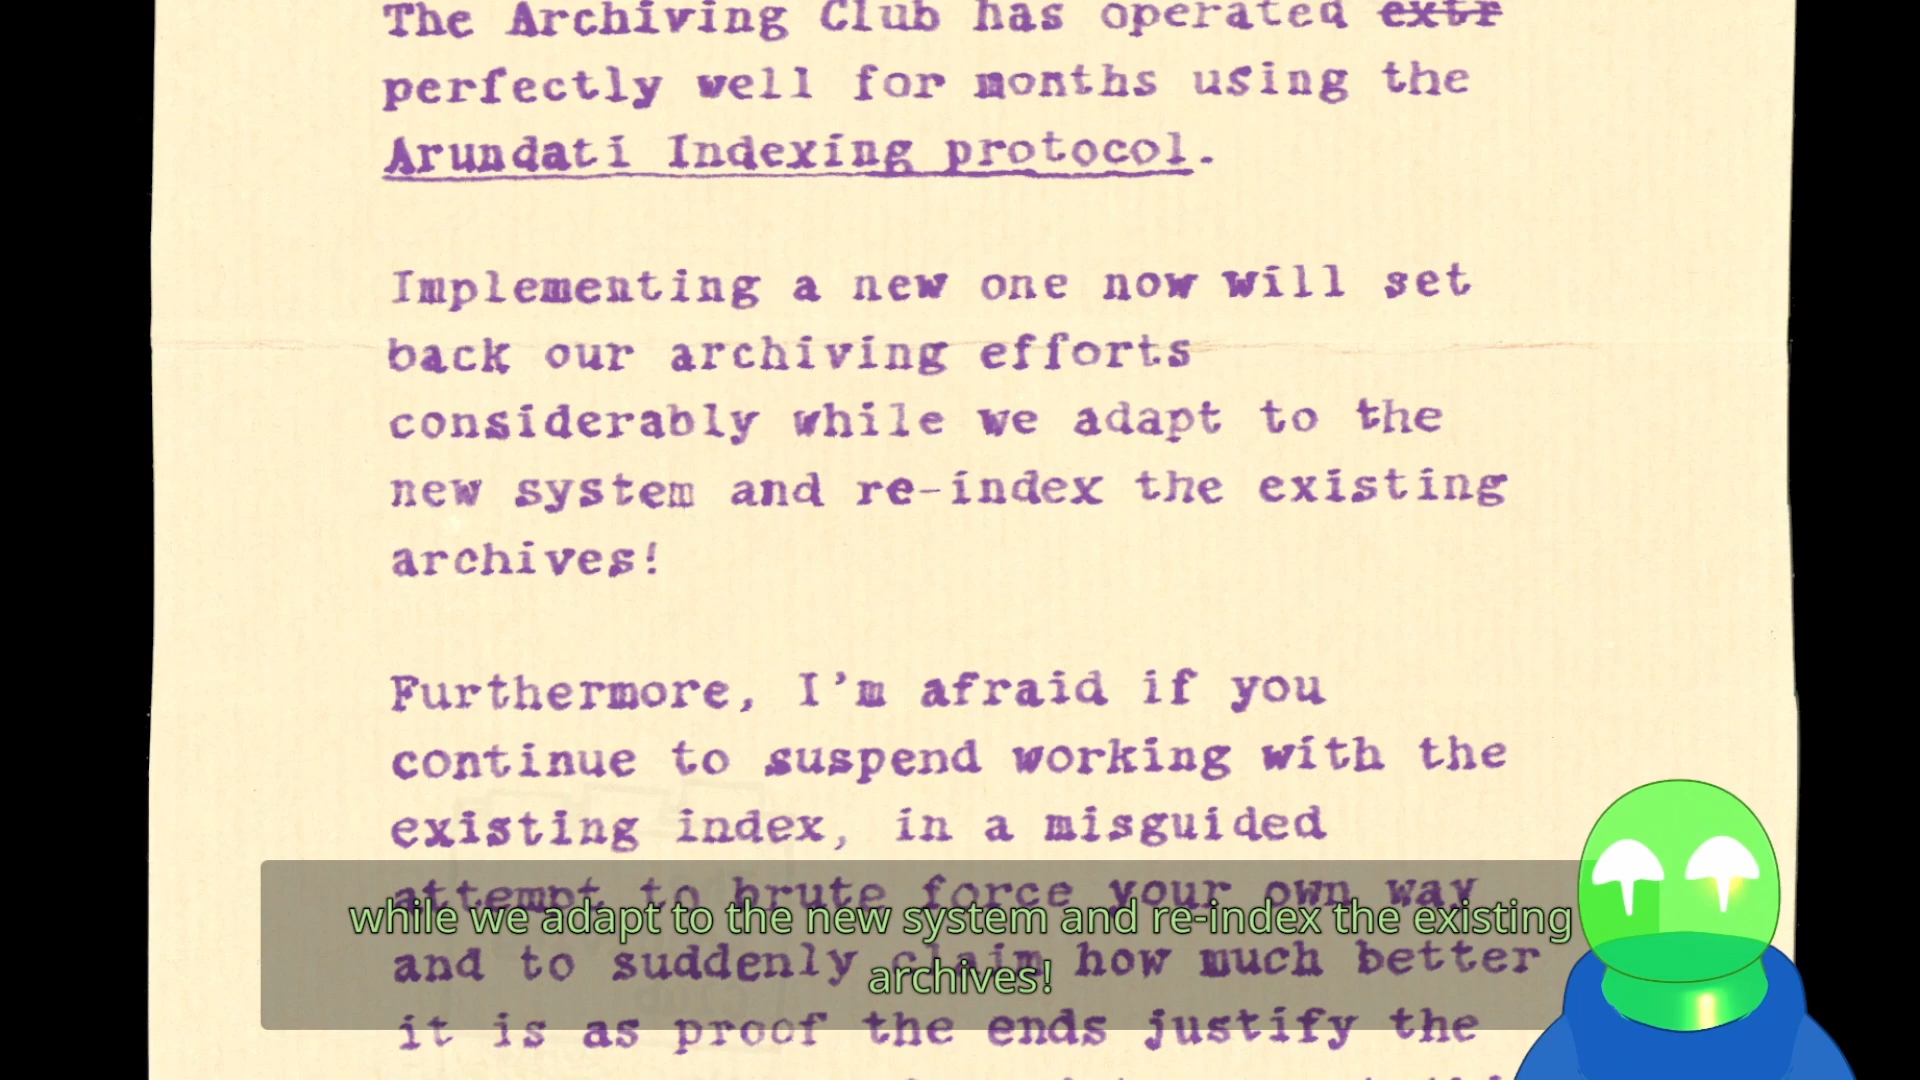 The Archiving Club has operated extr
perfectly well for months using the
Arundati Indexing protocol.
Implementing a new one now will set
back our archiving efforts
considerably while we adapt to the
new system and re-index the existing
archives!
Furthermore, I'm afraid if you
continue to suspend working with the
existing index, in a misguided
attempt to brute force your own way
and to suddenly claim how much better
it is as proof the ends justify the
while we adapt to the new system and re-index the existing
archives!